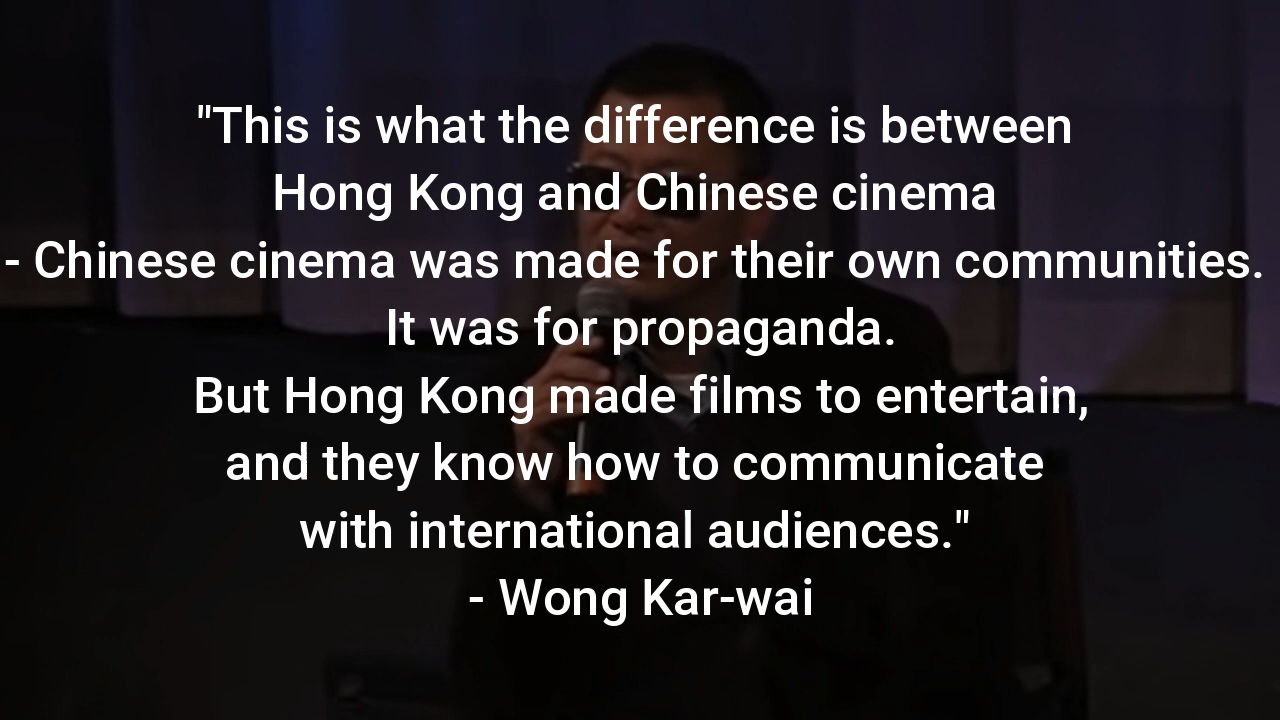 "This is what the difference is between
Hong Kong and Chinese cinema
- Chinese cinema was made for their own communities.
It was for propaganda.
But Hong Kong made films to entertain,
and they know how to communicate
with international audiences."
- Wong Kar-wai